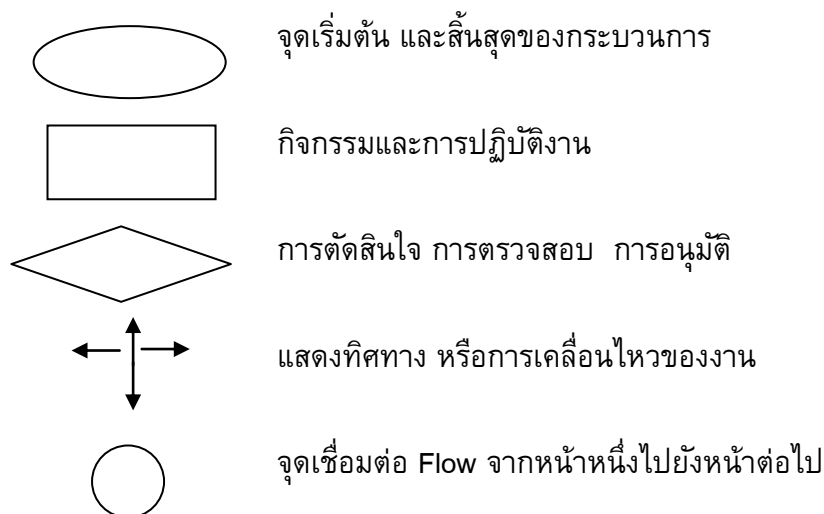 จุดเริ่มต้น และสิ้นสุดของกระบวนการ
กิจกรรมและการปฏิบัติงาน
การตัดสินใจ การตรวจสอบ การอนุมัติ
แสดงทิศทาง หรือการเคลื่อนไหวของงาน
จุดเชื่อมต่อ Flow จากหน้าหนึ่งไปยังหน้าต่อไป